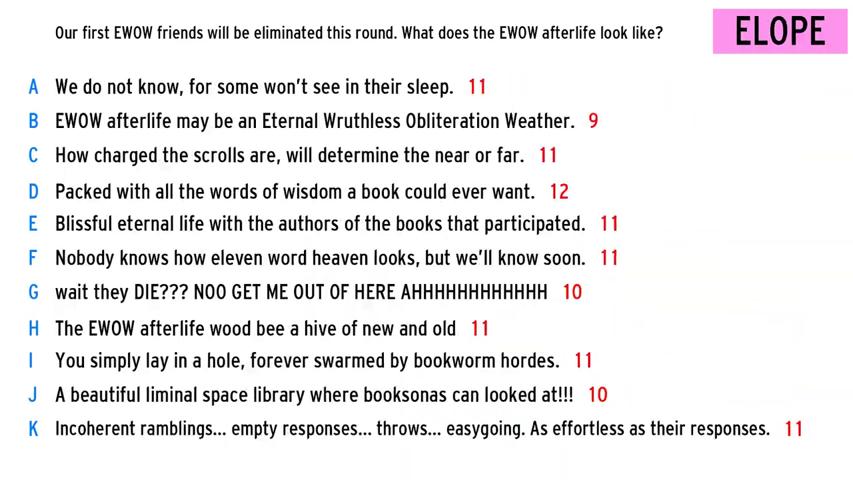 Our first EWOW friends will be eliminated this round. What does the EWOW afterlife look like?
ELOPE
A We do not know, for some won't see in their sleep. 11
B EWOW afterlife may be an Eternal Wruthless Obliteration Weather. 9
C How charged the scrolls are, will determine the near or far. 11
D Packed with all the words of wisdom a book could ever want. 12
E Blissful eternal life with the authors of the books that participated. 11
F Nobody knows how eleven word heaven looks, but we'll know soon. 11
G wait they DIE??? NOO GET ME OUT OF HERE AHHHHHHHHHHHH 10
H The EWOW afterlife wood bee a hive of new and old 11
I You simply lay in a hole, forever swarmed by bookworm hordes. 11
J A beautiful liminal space library where booksonas can looked at!!! 10
K Incoherent ramblings... empty responses... throws... easygoing. As effortless as their responses. 11